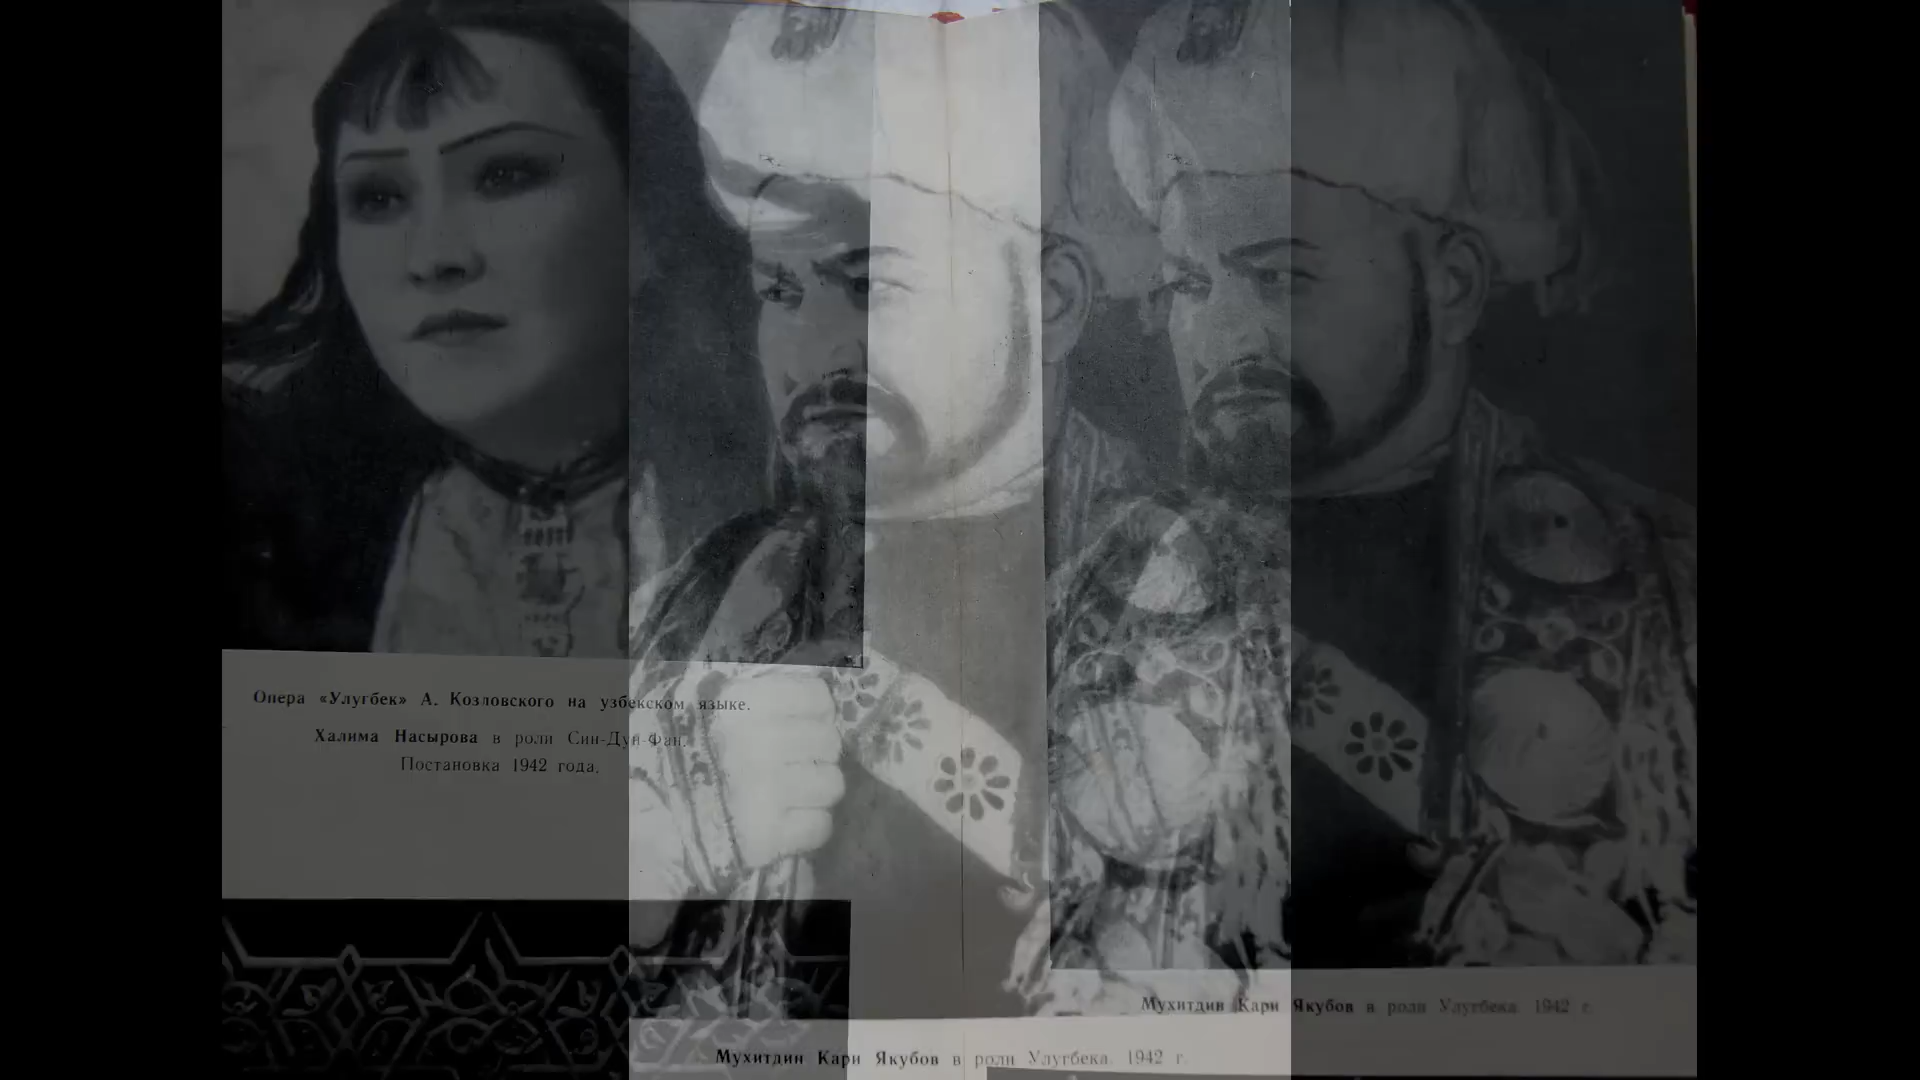 Опера «Улугбек» А. Козловского на узбекском языке.
Халима Насырова в роли Син-Дун-Фан.
Постановка 1942 года.
Мухитдин Кари Якубов в роли Улугбека. 1942 г.
Мухитдин Кари Якубов в роли Улугбека. 1942 г.